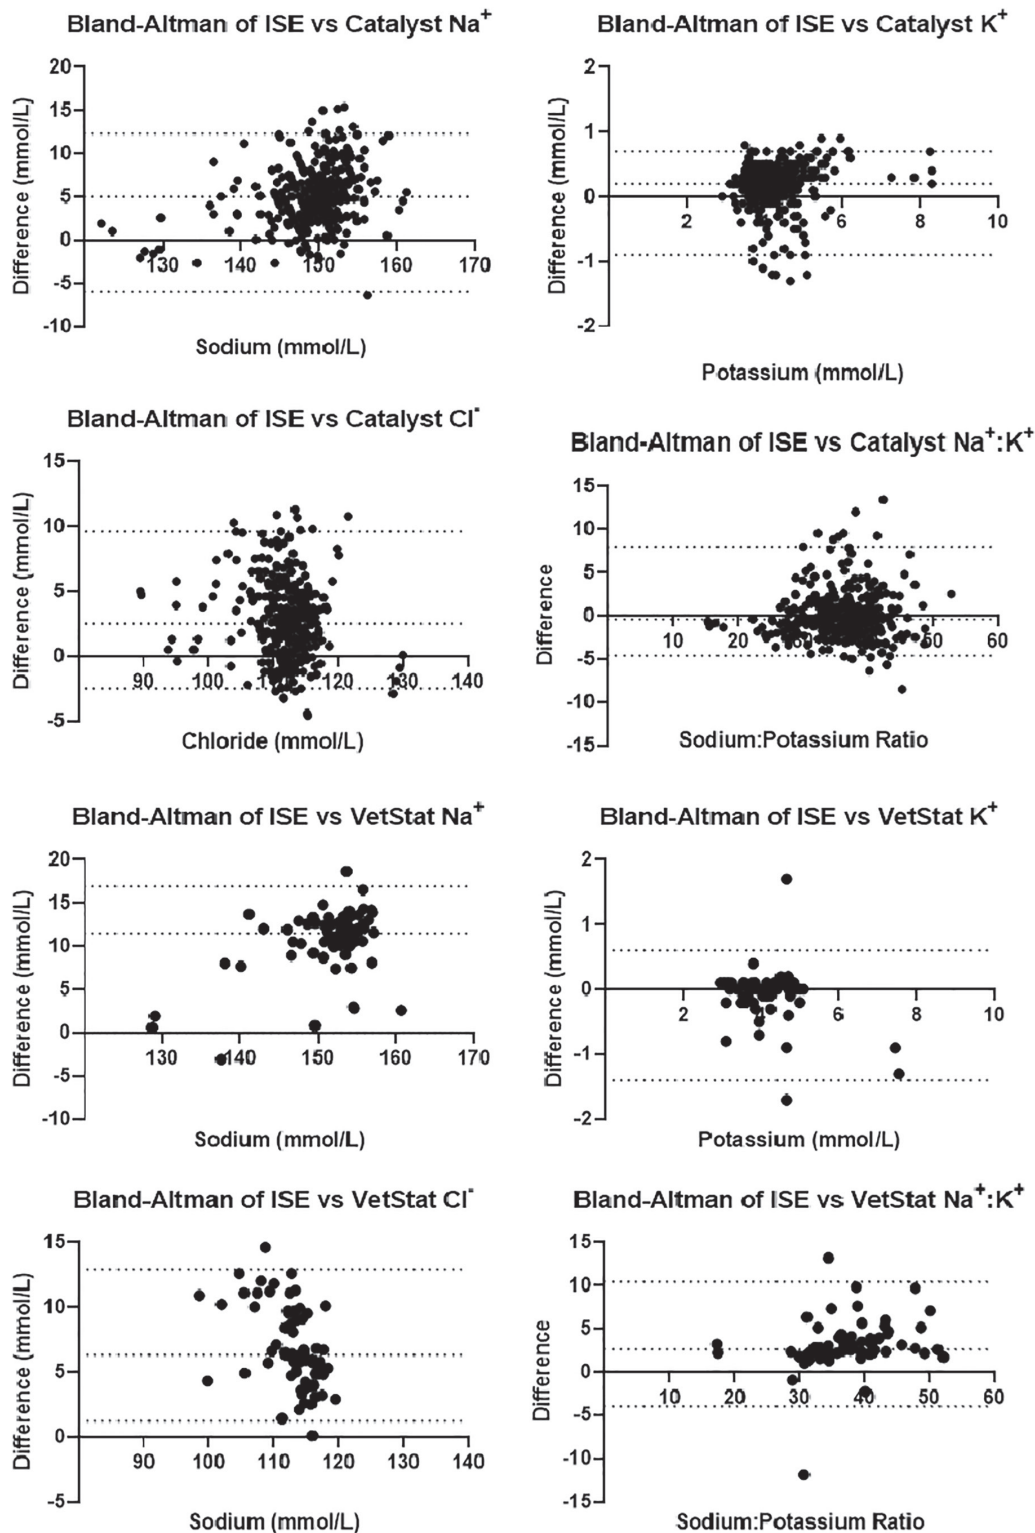 Bland-Altman of ISE vs Catalyst Na+
20
15
10
5
0
-5
-10
130 140 150 160 170
Difference (mmol/L)
Sodium (mmol/L)
Bland-Altman of ISE vs Catalyst K+
2
1
0
-1
-2
2 4 6 8 10
Difference (mmol/L)
Potassium (mmol/L)
Bland-Altman of ISE vs Catalyst Cl-
15
10
5
0
-5
90 100 110 120 130 140
Difference (mmol/L)
Chloride (mmol/L)
Bland-Altman of ISE vs Catalyst Na+:K+
15
10
5
0
-5
-10
-15
10 20 50 60
Difference
Sodium:Potassium Ratio
Bland-Altman of ISE vs VetStat Na+
20
15
10
5
0
-5
-10
130 140 150 160 170
Difference (mmol/L)
Sodium (mmol/L)
Bland-Altman of ISE vs VetStat K+
2
1
0
-1
-2
2 4 6 8 10
Difference (mmol/L)
Potassium (mmol/L)
Bland-Altman of ISE vs VetStat Cl-
15
10
5
0
-5
90 100 110 120 130 140
Difference (mmol/L)
Sodium (mmol/L)
Bland-Altman of ISE vs VetStat Na+:K+
15
10
5
0
-5
-10
-15
10 20 30 40 50 60
Difference
Sodium:Potassium Ratio